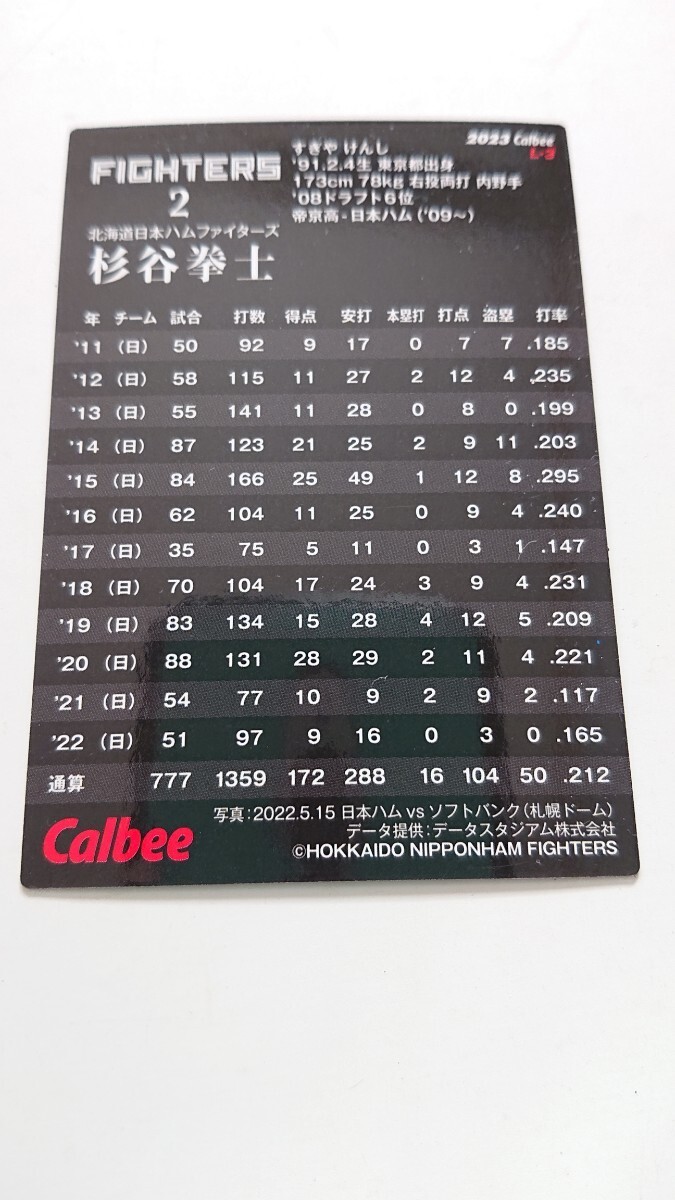 2023 Calbee
L-3
FIGHTERS
2
北海道日本ハムファイターズ
杉谷拳士
すぎや けんし
'91.2.4生 東京都出身
173cm 78kg 右投両打 内野手
'08ドラフト6位
帝京高-日本ハム('09〜)
年 チーム 試合 打数 得点 安打 本塁打 打点 盗塁 打率
'11 (日) 50 92 9 17 0 7 7 .185
'12 (日) 58 115 11 27 2 12 4 .235
'13 (日) 55 141 11 28 0 8 0 .199
'14 (日) 87 123 21 25 2 9 11 .203
'15 (日) 84 166 25 49 1 12 8 .295
'16 (日) 62 104 11 25 0 9 4 .240
'17 (日) 35 75 5 11 0 3 1 .147
'18 (日) 70 104 17 24 3 9 4 .231
'19 (日) 83 134 15 28 4 12 5 .209
'20 (日) 88 131 28 29 2 11 4 .221
'21 (日) 54 77 10 9 2 9 2 .117
'22 (日) 51 97 9 16 0 3 0 .165
通算 777 1359 172 288 16 104 50 .212
写真:2022.5.15 日本ハム vs ソフトバンク(札幌ドーム)
データ提供:データスタジアム株式会社
©HOKKAIDO NIPPONHAM FIGHTERS
Calbee